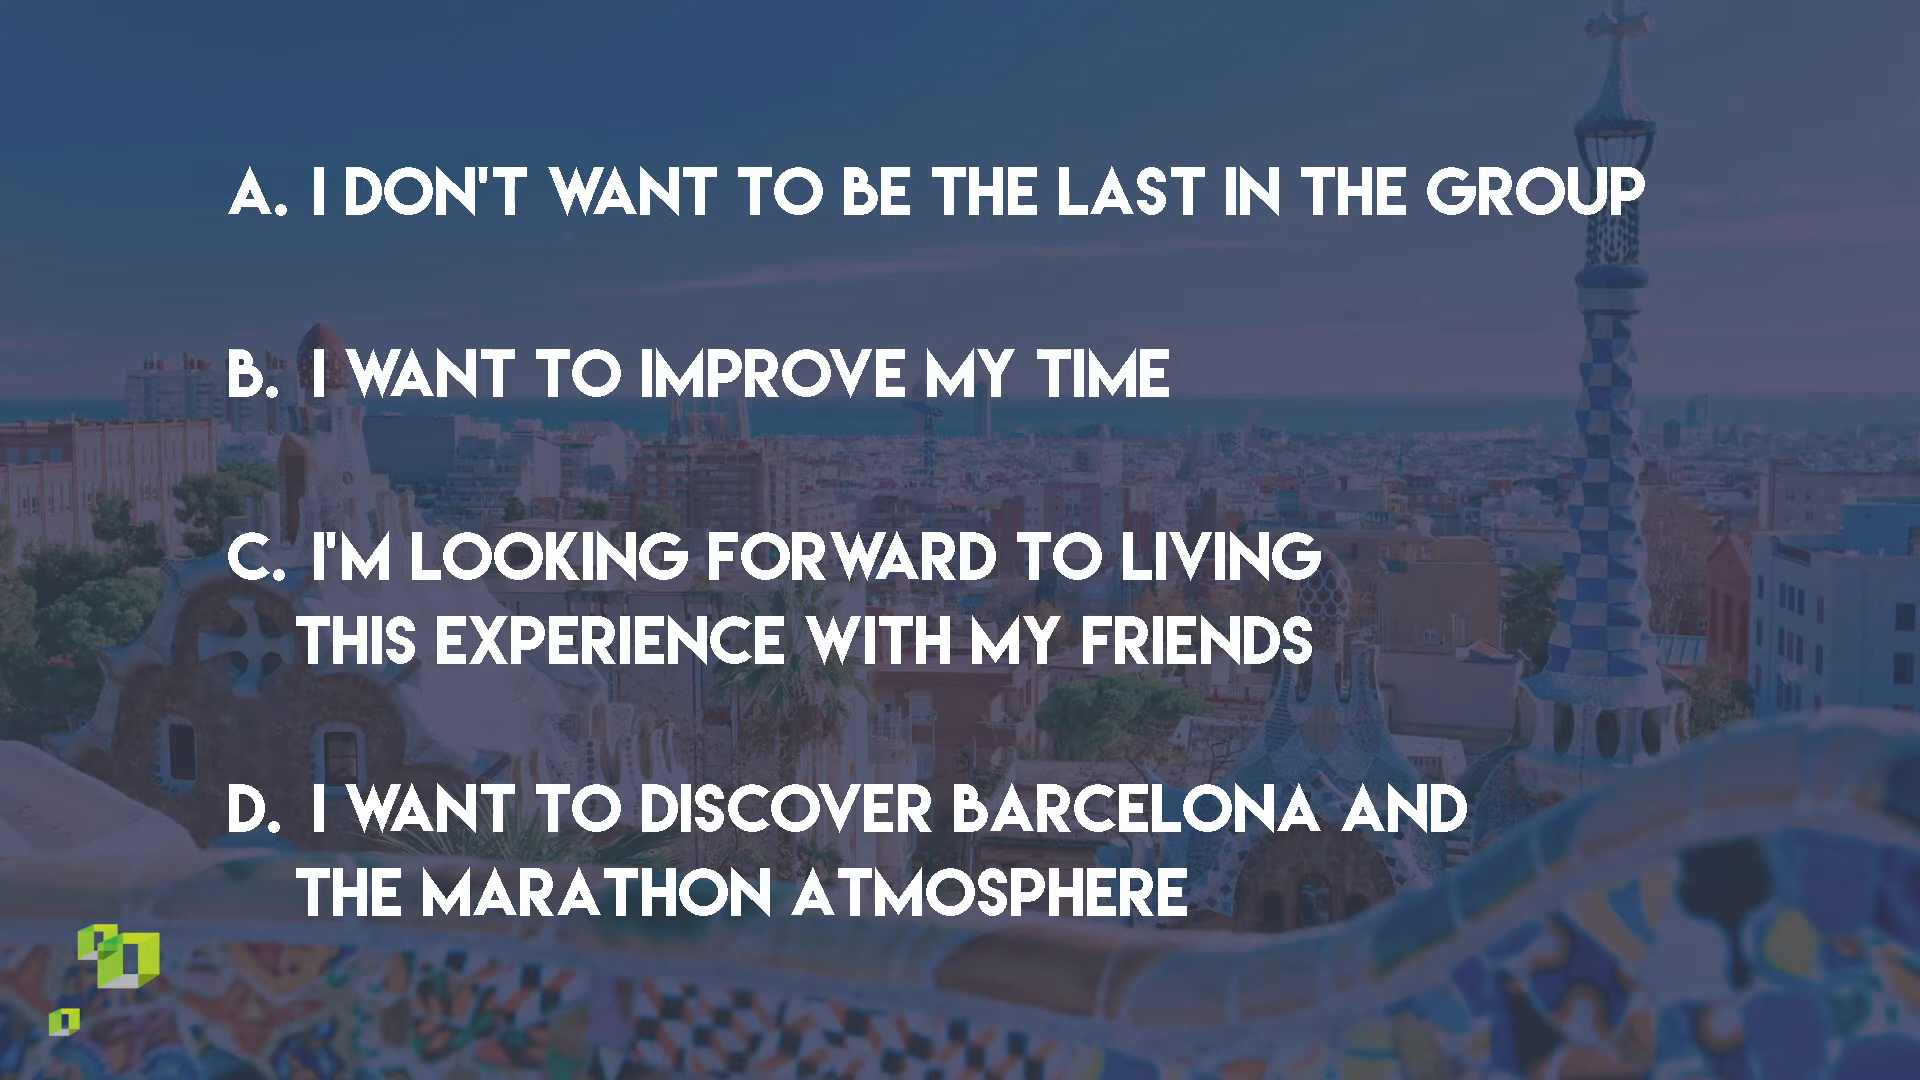 A. I DON'T WANT TO BE THE LAST IN THE GROUP
B. I WANT TO IMPROVE MY TIME
C. I'M LOOKING FORWARD TO LIVING
THIS EXPERIENCE WITH MY FRIENDS
D. I WANT TO DISCOVER BARCELONA AND
THE MARATHON ATMOSPHERE